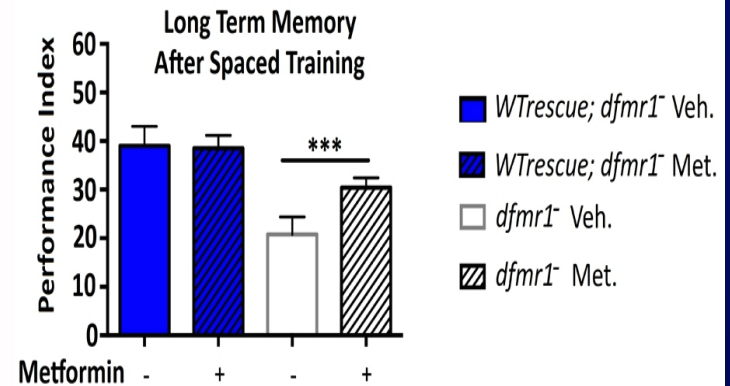 Long Term Memory
After Spaced Training
Performance Index
60
50
40
30
20
10
0
***
Metformin - + - +
WTrescue; dfmr1⁻ Veh.
WTrescue; dfmr1⁻ Met.
dfmr1⁻ Veh.
dfmr1⁻ Met.